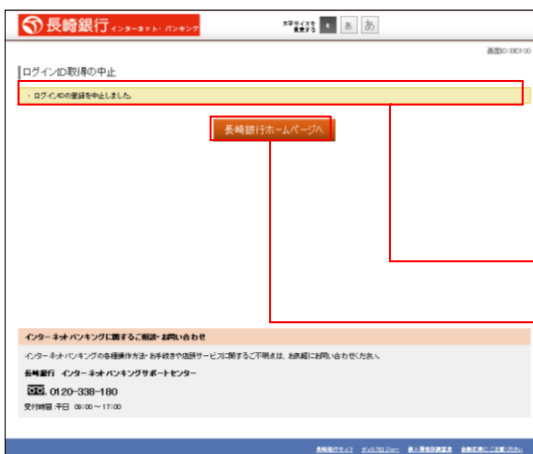 長崎銀行 インターネット・バンキング
文字サイズを
変更する
あ あ
ログインID取得の中止
・ログインIDの登録を中止しました。
長崎銀行ホームページへ
インターネットバンキングに関するご相談・お問い合わせ
インターネットバンキングの各種操作方法・お手続きや店頭サービスに関するご不明点は、お気軽にお問い合わせください。
長崎銀行 インターネットバンキングサポートセンター
0120-338-180
受付時間:平日 09:00~17:00